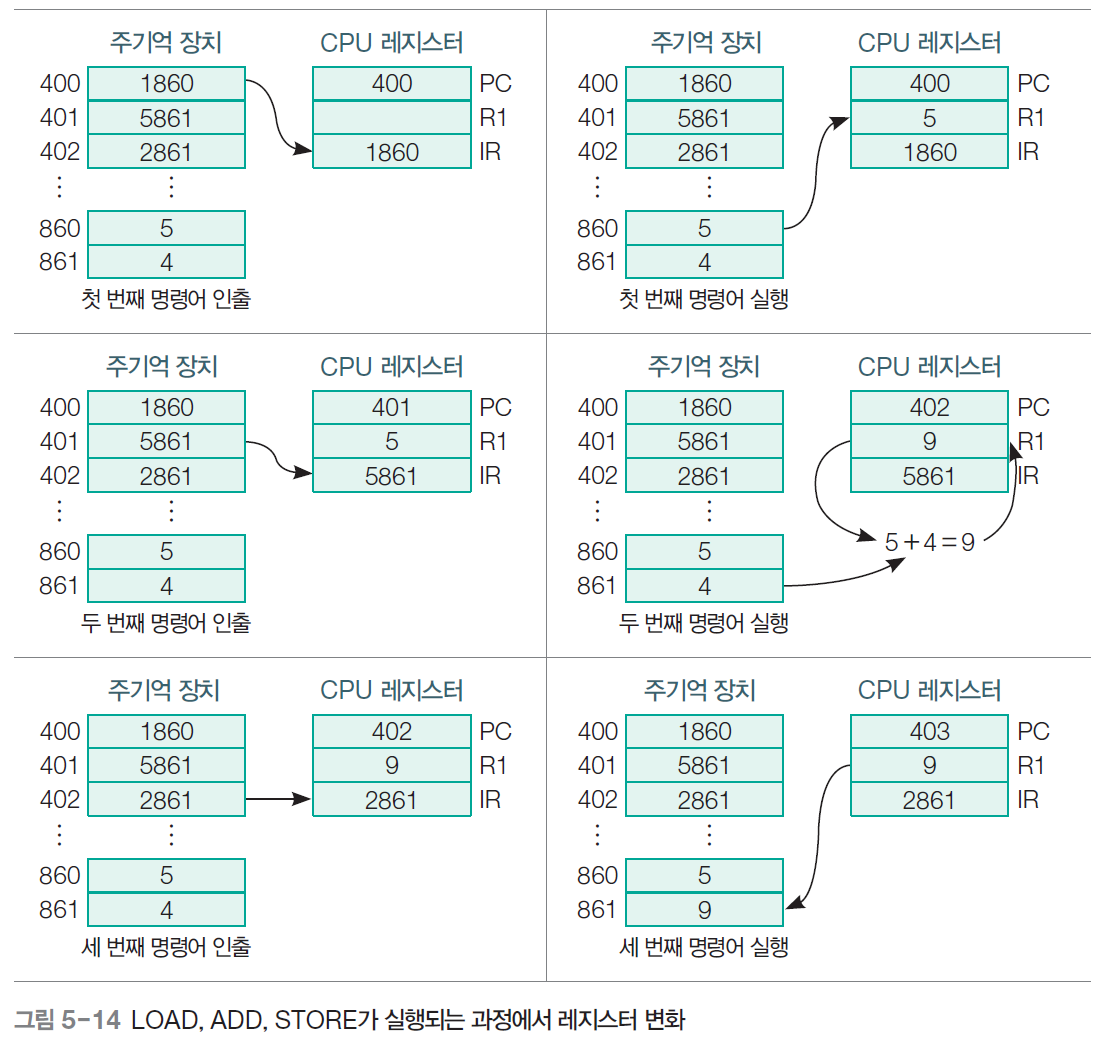 주기억 장치 CPU 레지스터
400 1860 400 PC
401 5861 R1
402 2861 1860 IR
⋮ ⋮
860 5
861 4
첫 번째 명령어 인출
주기억 장치 CPU 레지스터
400 1860 400 PC
401 5861 5 R1
402 2861 1860 IR
⋮ ⋮
860 5
861 4
첫 번째 명령어 실행
주기억 장치 CPU 레지스터
400 1860 401 PC
401 5861 5 R1
402 2861 5861 IR
⋮ ⋮
860 5
861 4
두 번째 명령어 인출
주기억 장치 CPU 레지스터
400 1860 402 PC
401 5861 9 R1
402 2861 5861 IR
⋮ ⋮
860 5 5+4=9
861 4
두 번째 명령어 실행
주기억 장치 CPU 레지스터
400 1860 402 PC
401 5861 9 R1
402 2861 2861 IR
⋮ ⋮
860 5
861 4
세 번째 명령어 인출
주기억 장치 CPU 레지스터
400 1860 403 PC
401 5861 9 R1
402 2861 2861 IR
⋮ ⋮
860 5
861 9
세 번째 명령어 실행
그림 5-14 LOAD, ADD, STORE가 실행되는 과정에서 레지스터 변화